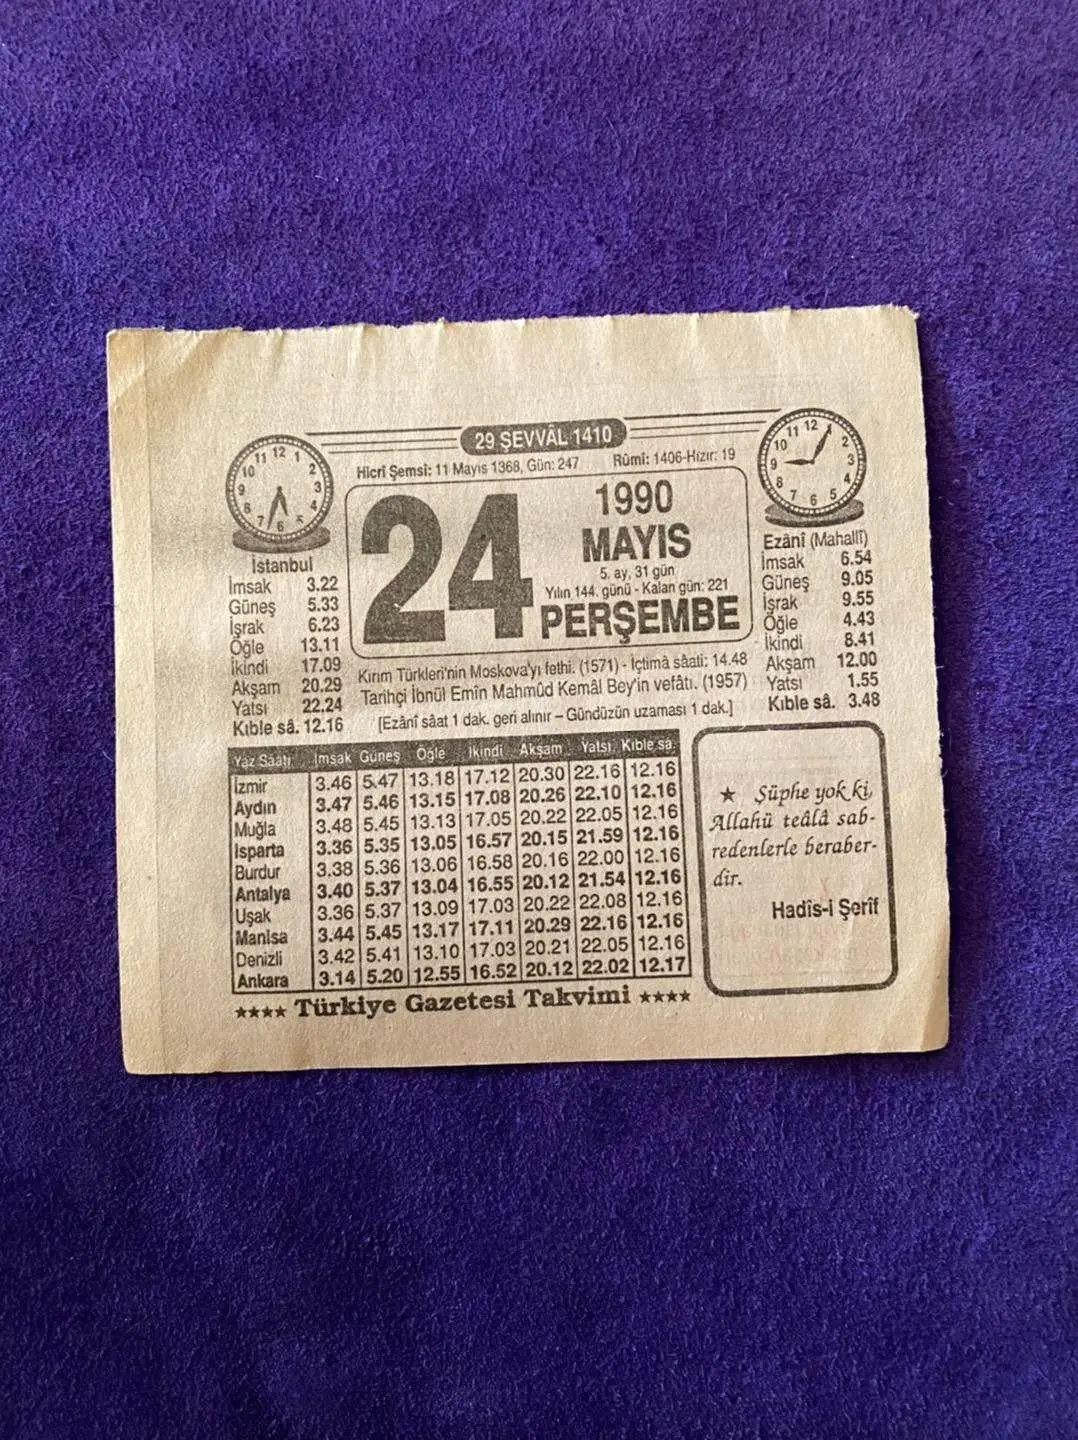 29 ŞEVVÂL 1410
Hicrî Şemsî: 11 Mayıs 1368, Gün: 247 Rûmî: 1406-Hızır: 19
24
1990
MAYIS
5. ay, 31 gün
Yılın 144. günü - Kalan gün: 221
PERŞEMBE
İstanbul
İmsak 3.22
Güneş 5.33
İşrak 6.23
Öğle 13.11
İkindi 17.09
Akşam 20.29
Yatsı 22.24
Kıble sâ. 12.16
Ezânî (Mahallî)
İmsak 6.54
Güneş 9.05
İşrak 9.55
Öğle 4.43
İkindi 8.41
Akşam 12.00
Yatsı 1.55
Kıble sâ. 3.48
Kırım Türkleri'nin Moskova'yı fethi. (1571) - İçtimâ sâati: 14.48
Tarihçi İbnül Emîn Mahmûd Kemâl Bey'in vefâtı. (1957)
[Ezânî sâat 1 dak. geri alınır – Gündüzün uzaması 1 dak.]
Yaz Saati İmsak Güneş Öğle İkindi Akşam Yatsı Kıble sa.
İzmir 3.46 5.47 13.18 17.12 20.30 22.16 12.16
Aydın 3.47 5.46 13.15 17.08 20.26 22.10 12.16
Muğla 3.48 5.45 13.13 17.05 20.22 22.05 12.16
Isparta 3.36 5.35 13.05 16.57 20.15 21.59 12.16
Burdur 3.38 5.36 13.06 16.58 20.16 22.00 12.16
Antalya 3.40 5.37 13.04 16.55 20.12 21.54 12.16
Uşak 3.36 5.37 13.09 17.03 20.22 22.08 12.16
Manisa 3.44 5.45 13.17 17.11 20.29 22.16 12.16
Denizli 3.42 5.41 13.10 17.03 20.21 22.05 12.16
Ankara 3.14 5.20 12.55 16.52 20.12 22.02 12.17
★★★★ Türkiye Gazetesi Takvimi ★★★★
★ Şüphe yok ki,
Allahü teâlâ sab-
redenlerle beraber-
dir.
Hadîs-i Şerîf